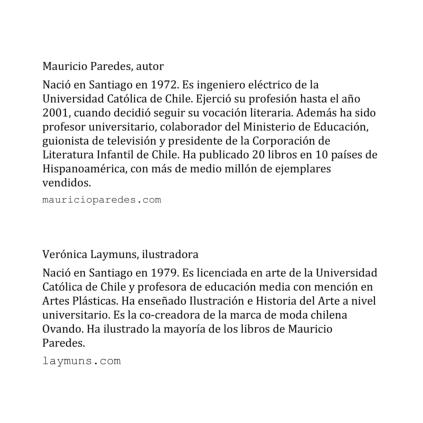 Mauricio Paredes, autor
Nació en Santiago en 1972. Es ingeniero eléctrico de la
Universidad Católica de Chile. Ejerció su profesión hasta el año
2001, cuando decidió seguir su vocación literaria. Además ha sido
profesor universitario, colaborador del Ministerio de Educación,
guionista de televisión y presidente de la Corporación de
Literatura Infantil de Chile. Ha publicado 20 libros en 10 países de
Hispanoamérica, con más de medio millón de ejemplares
vendidos.
mauricioparedes.com
Verónica Laymuns, ilustradora
Nació en Santiago en 1979. Es licenciada en arte de la Universidad
Católica de Chile y profesora de educación media con mención en
Artes Plásticas. Ha enseñado Ilustración e Historia del Arte a nivel
universitario. Es la co-creadora de la marca de moda chilena
Ovando. Ha ilustrado la mayoría de los libros de Mauricio
Paredes.
laymuns.com